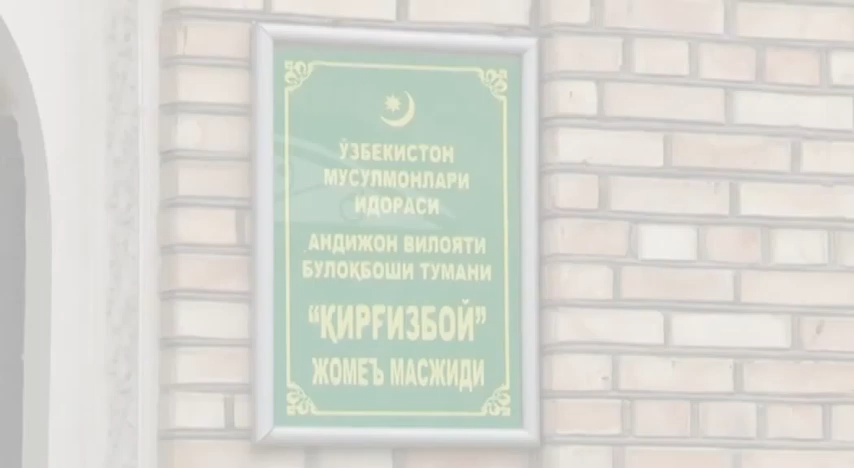 ЎЗБЕКИСТОН
МУСУЛМОНЛАРИ
ИДОРАСИ
АНДИЖОН ВИЛОЯТИ
БУЛОҚБОШИ ТУМАНИ
“ҚИРҒИЗБОЙ”
ЖОМЕЪ МАСЖИДИ